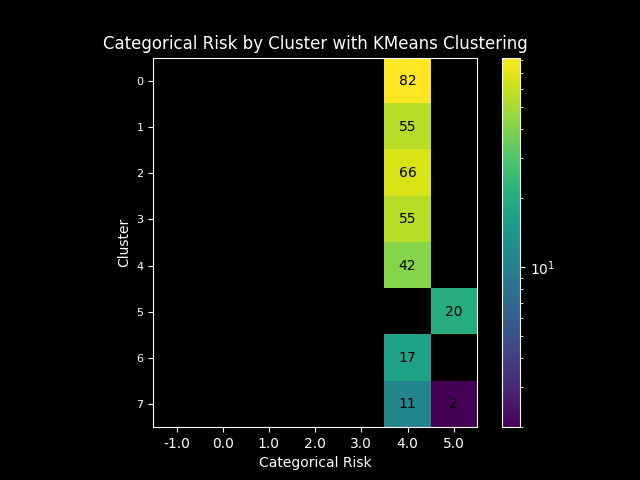 Categorical Risk by Cluster with KMeans Clustering
0 82
1 55
2 66
3 55
4 42
5 20
6 17
7 11 2
Cluster
-1.0 0.0 1.0 2.0 3.0 4.0 5.0
Categorical Risk
10¹